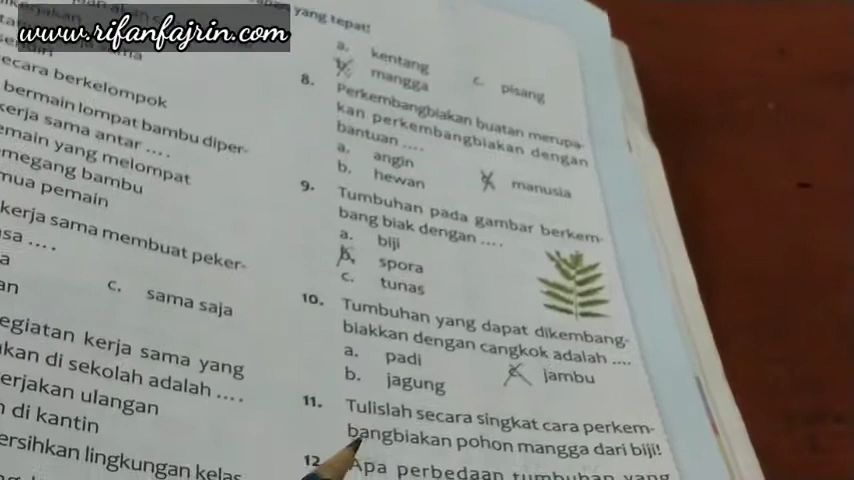 www.rifanfajrin.com
sama
secara berkelompok
bermain lompat bambu diper-
kerja sama antar ....
emain yang melompat
megang bambu
mua pemain
kerja sama membuat peker-
sa ....
a
an
c. sama saja
egiatan kerja sama yang
akan di sekolah adalah ....
erjakan ulangan
n di kantin
ersihkan lingkungan kelas
yang tepat!
a. kentang
b. mangga
c. pisang
8. Perkembangbiakan buatan merupa-
kan perkembangbiakan dengan
bantuan ....
a. angin
b. hewan
manusia
9. Tumbuhan pada gambar berkem-
bang biak dengan ....
a. biji
b. spora
c. tunas
10. Tumbuhan yang dapat dikembang-
biakkan dengan cangkok adalah ....
a. padi
b. jagung
c. jambu
11. Tulislah secara singkat cara perkem-
bangbiakan pohon mangga dari biji!
12 Apa perbedaan tumbuhan yang